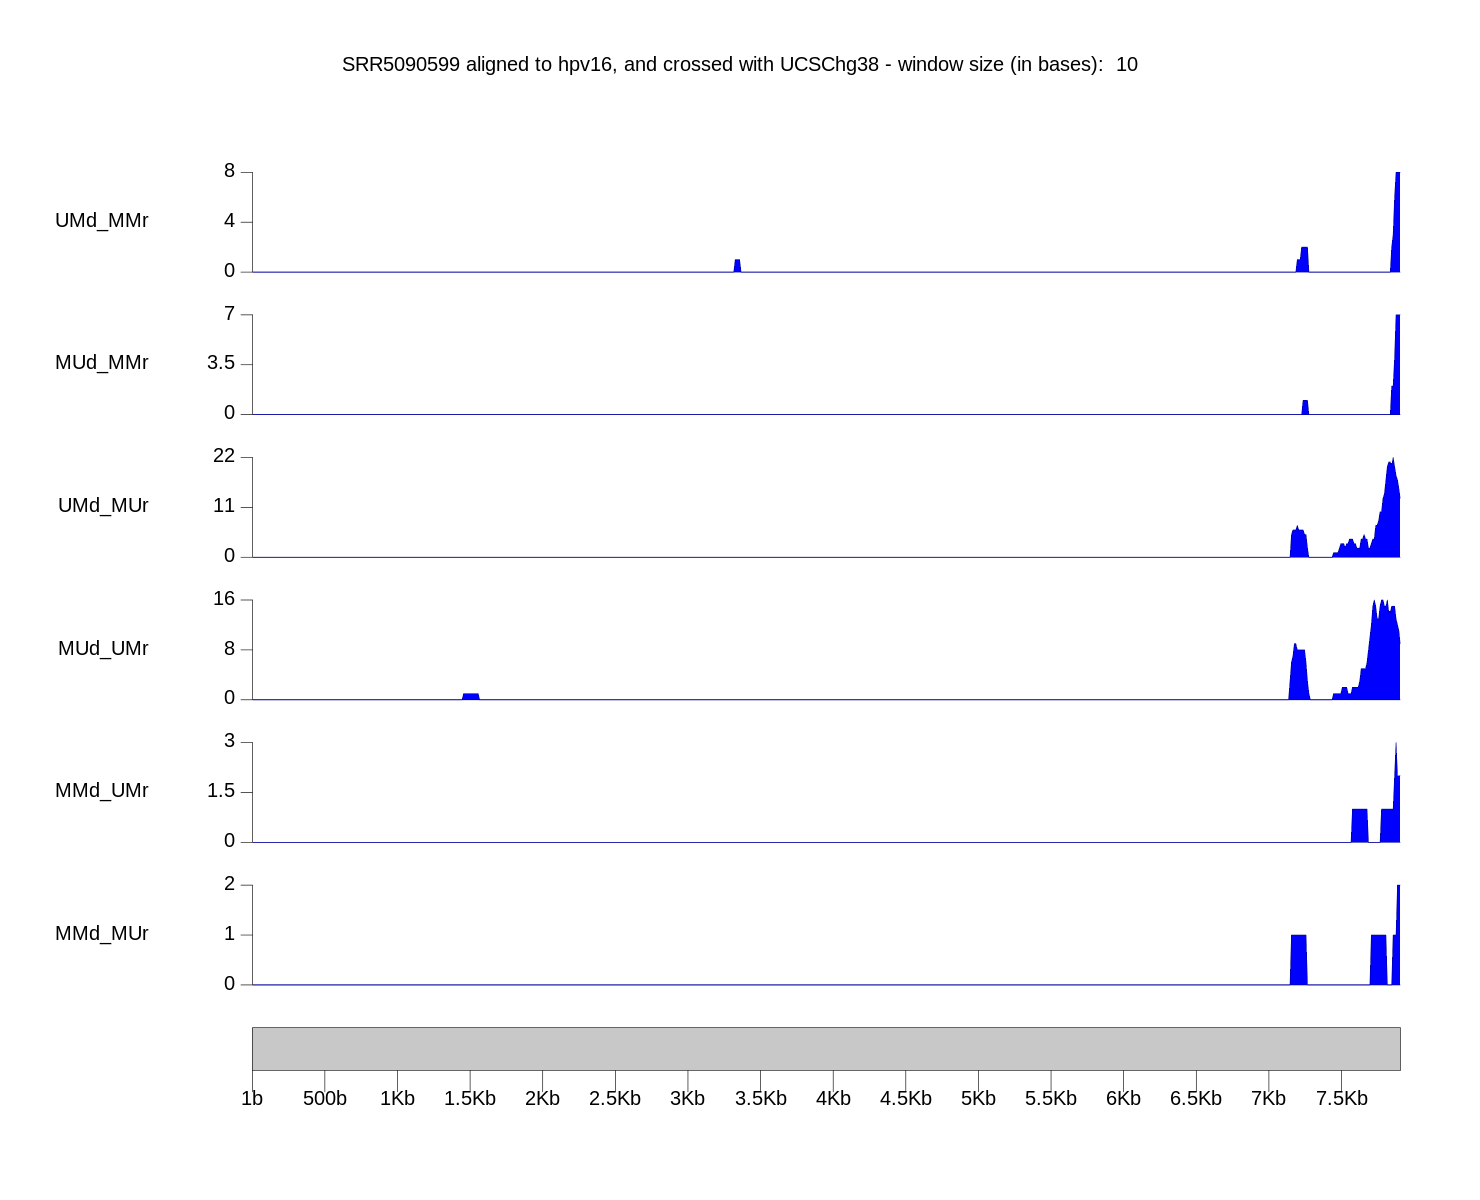 SRR5090599 aligned to hpv16, and crossed with UCSChg38 - window size (in bases):  10
8
UMd_MMr
4
0
7
MUd_MMr
3.5
0
22
UMd_MUr
11
0
16
MUd_UMr
8
0
3
MMd_UMr
1.5
0
2
MMd_MUr
1
0
1b 500b 1Kb 1.5Kb 2Kb 2.5Kb 3Kb 3.5Kb 4Kb 4.5Kb 5Kb 5.5Kb 6Kb 6.5Kb 7Kb 7.5Kb